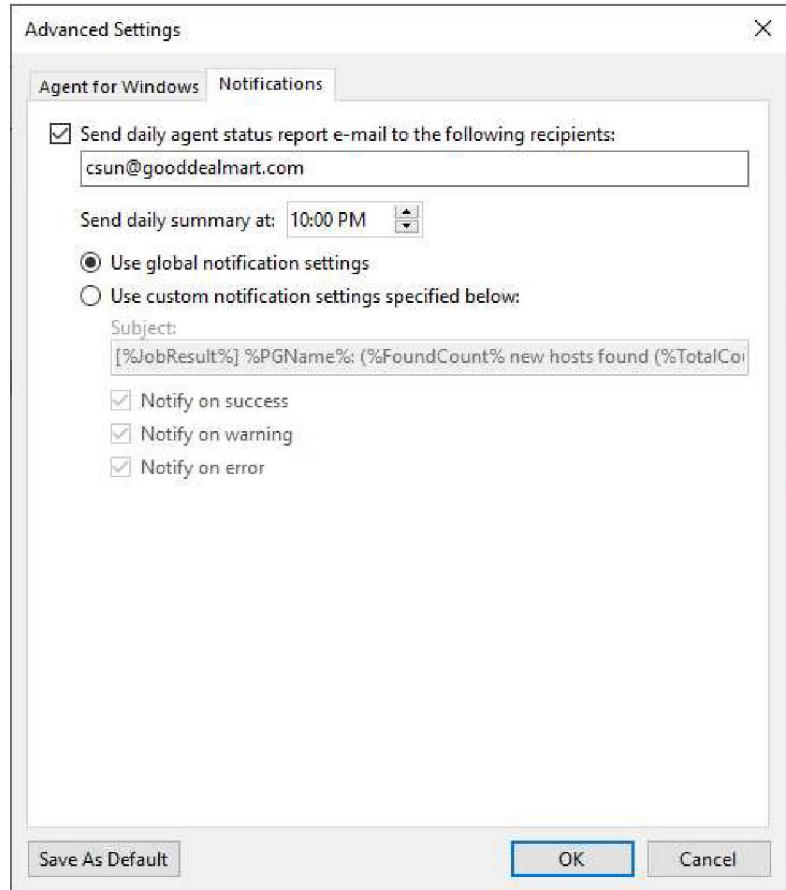 Advanced Settings
Agent for Windows Notifications
Send daily agent status report e-mail to the following recipients:
csun@gooddealmart.com
Send daily summary at: 10:00 PM
Use global notification settings
Use custom notification settings specified below:
Subject:
[%JobResult%] %PGName%: (%FoundCount% new hosts found (%TotalCou
Notify on success
Notify on warning
Notify on error
Save As Default OK Cancel